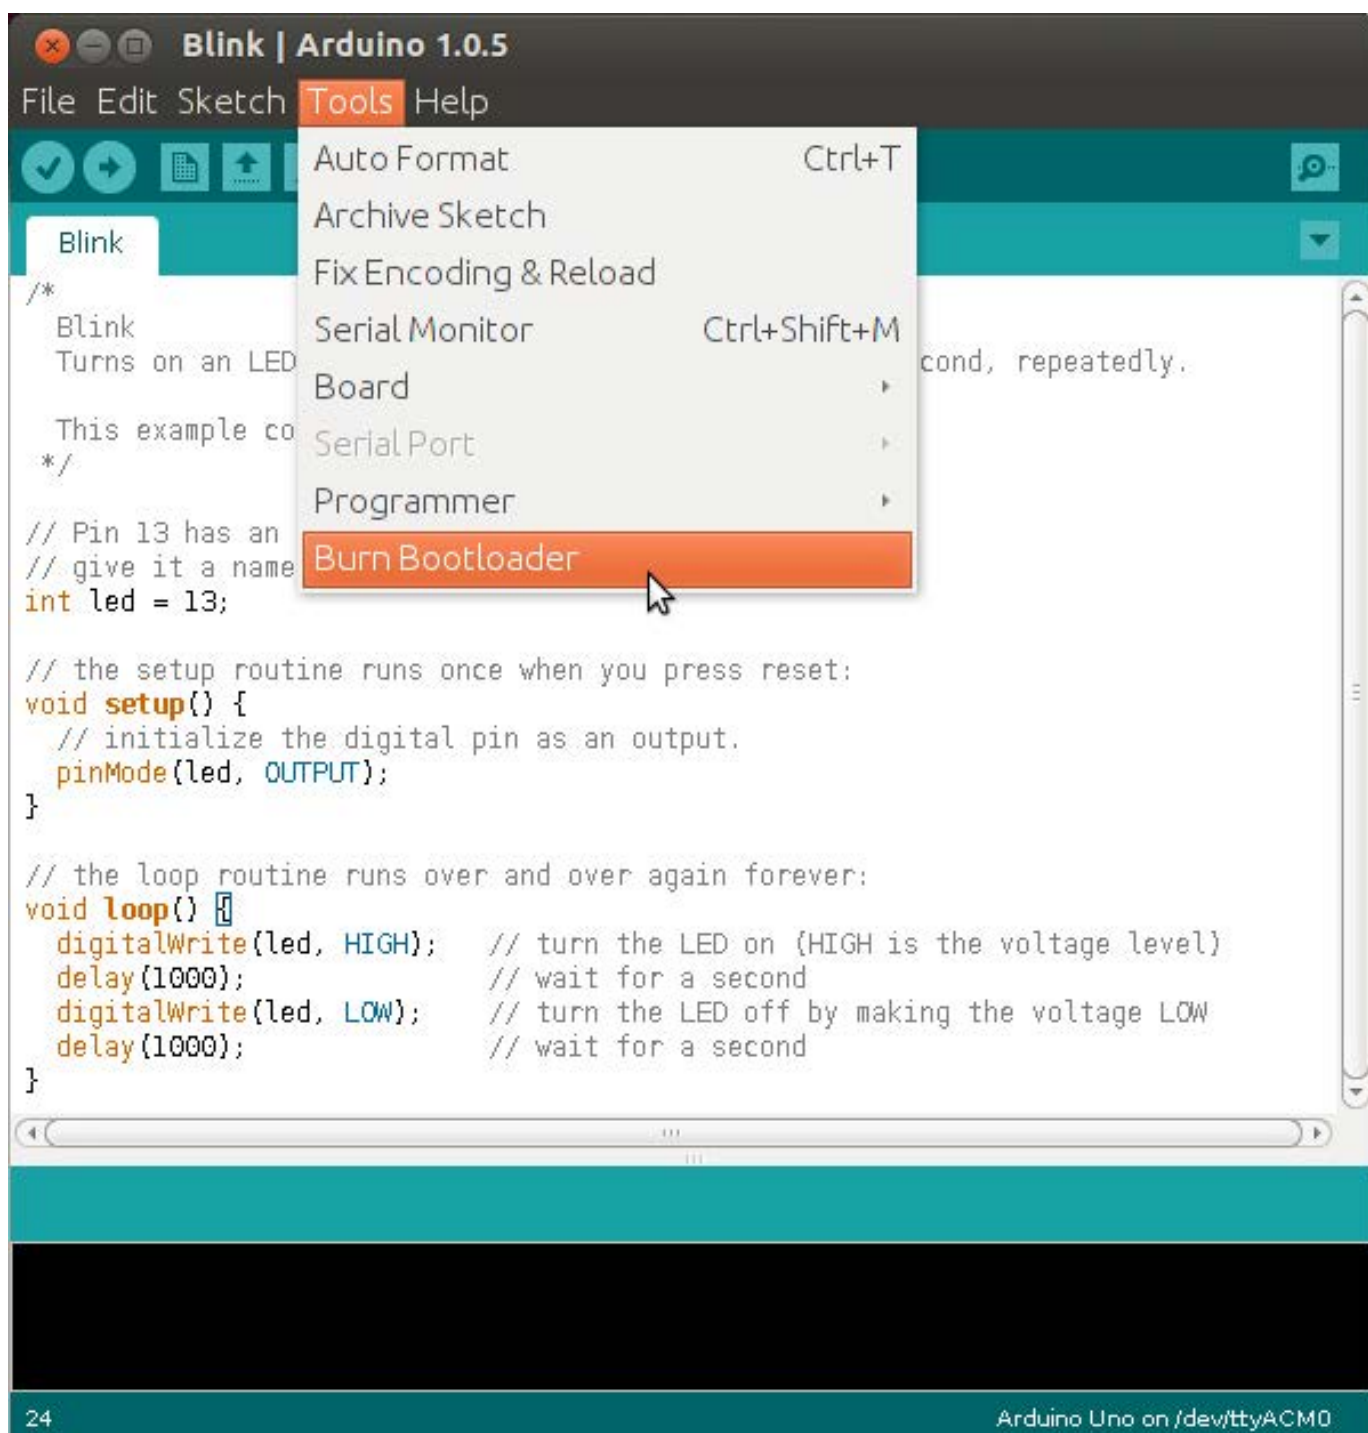 Blink | Arduino 1.0.5
File Edit Sketch Tools Help
Auto Format Ctrl+T
Archive Sketch
Fix Encoding & Reload
Serial Monitor Ctrl+Shift+M
Board
Serial Port
Programmer
Burn Bootloader
Blink
/*
Blink
Turns on an LED cond, repeatedly.
This example co
*/
// Pin 13 has an
// give it a name
int led = 13;
// the setup routine runs once when you press reset:
void setup() {
// initialize the digital pin as an output.
pinMode(led, OUTPUT);
}
// the loop routine runs over and over again forever:
void loop() {
digitalWrite(led, HIGH); // turn the LED on (HIGH is the voltage level)
delay(1000); // wait for a second
digitalWrite(led, LOW); // turn the LED off by making the voltage LOW
delay(1000); // wait for a second
}
24 Arduino Uno on /dev/ttyACM0